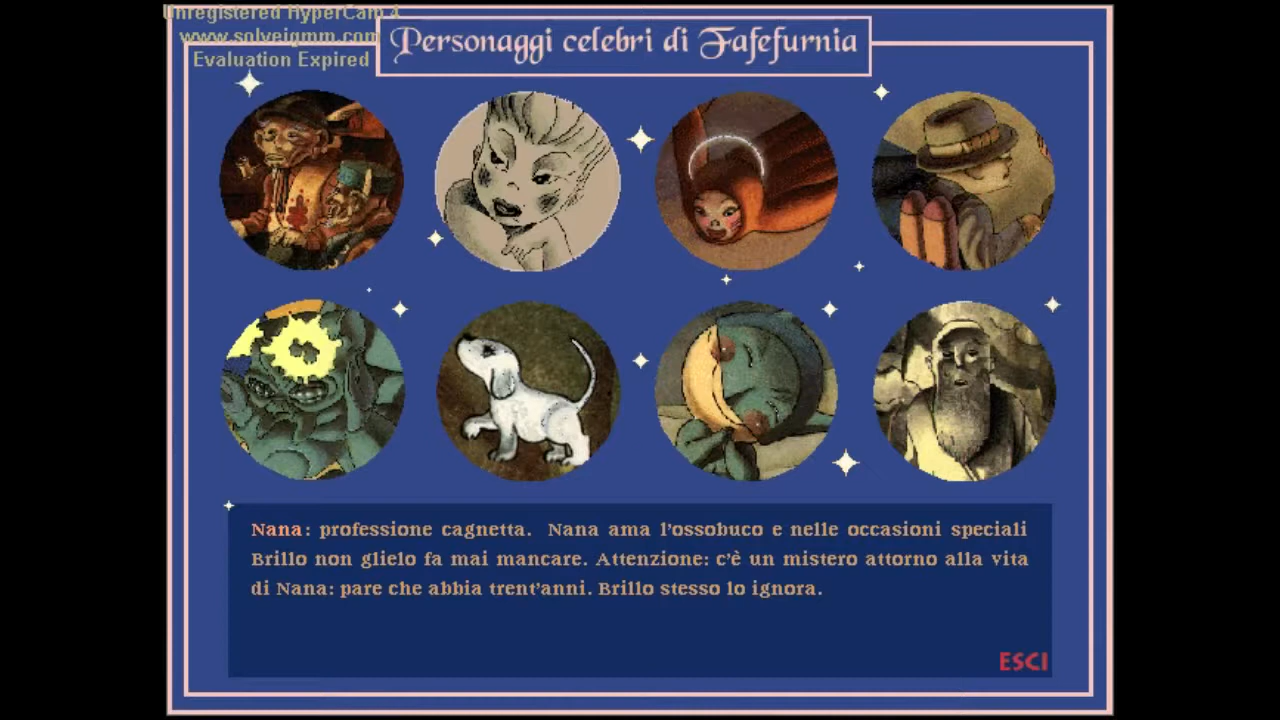 Unregistered HyperCam 4
www.solveigmm.com
Evaluation Expired
Personaggi celebri di Fafefurnia
Nana: professione cagnetta. Nana ama l'ossobuco e nelle occasioni speciali
Brillo non glielo fa mai mancare. Attenzione: c'è un mistero attorno alla vita
di Nana: pare che abbia trent'anni. Brillo stesso lo ignora.
ESCI